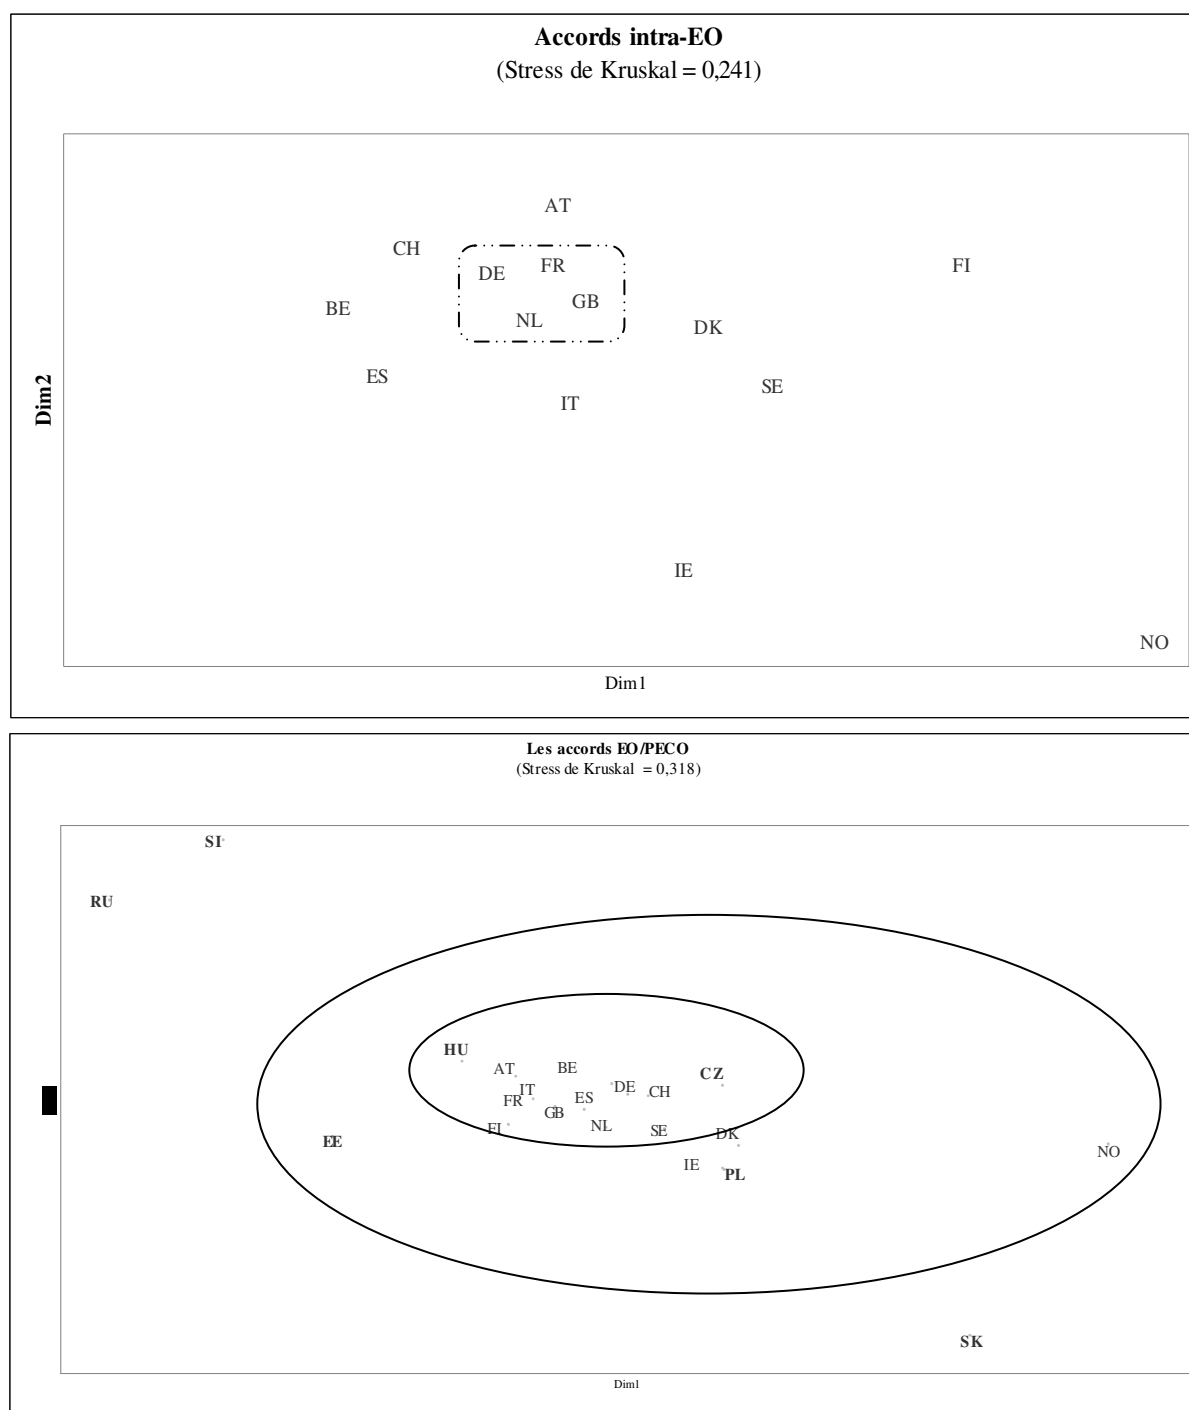 Accords intra-EO
(Stress de Kruskal = 0,241)
AT
CH
DE
FR
FI
BE
GB
NL
DK
ES
SE
IT
Dim2
IE
NO
Dim1
Les accords EO/PECO
(Stress de Kruskal = 0,318)
SI
RU
HU
AT
BE
CZ
IT
DE
CH
FR
ES
GB
FI
NL
SE
DK
EE
NO
IE
PL
SK
Dim1